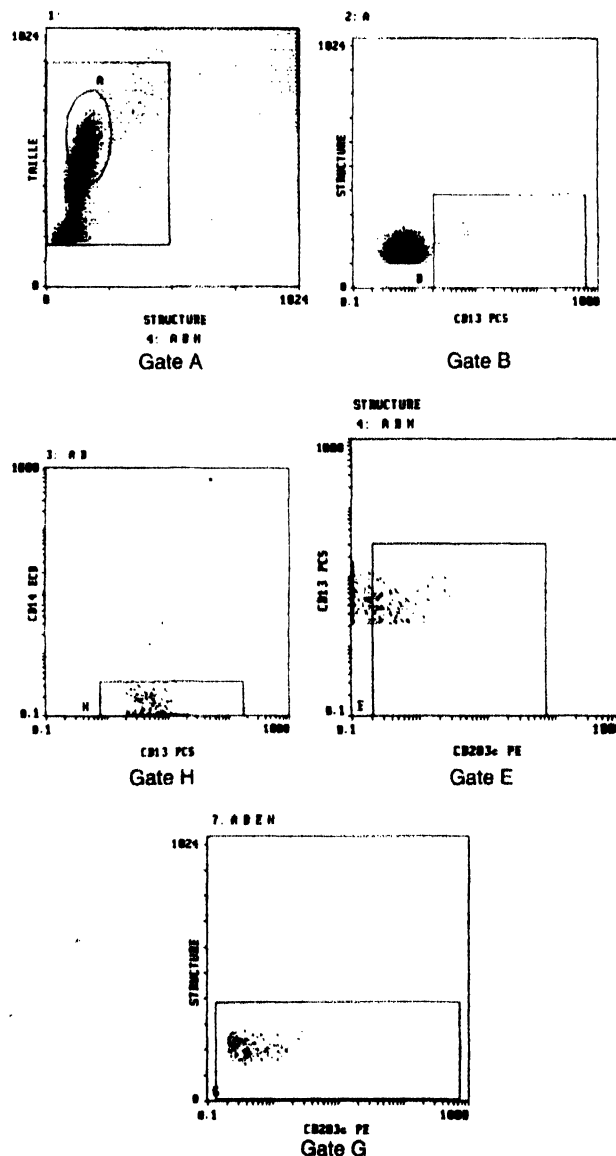 1:
1024
A
TAILLE
0
0
1024
STRUCTURE
4: A B H
Gate A
2: A
1024
STRUCTURE
0
0.1
1000
CD13 PC5
Gate B
3: A B
1000
CD14 ECD
H
0.1
0.1
1000
CD13 PC5
Gate H
STRUCTURE
4: A B H
1000
CD13 PC5
E
0.1
0.1
1000
CD203c PE
Gate E
7: A B E H
1024
STRUCTURE
G
0
0.1
1000
CD203c PE
Gate G